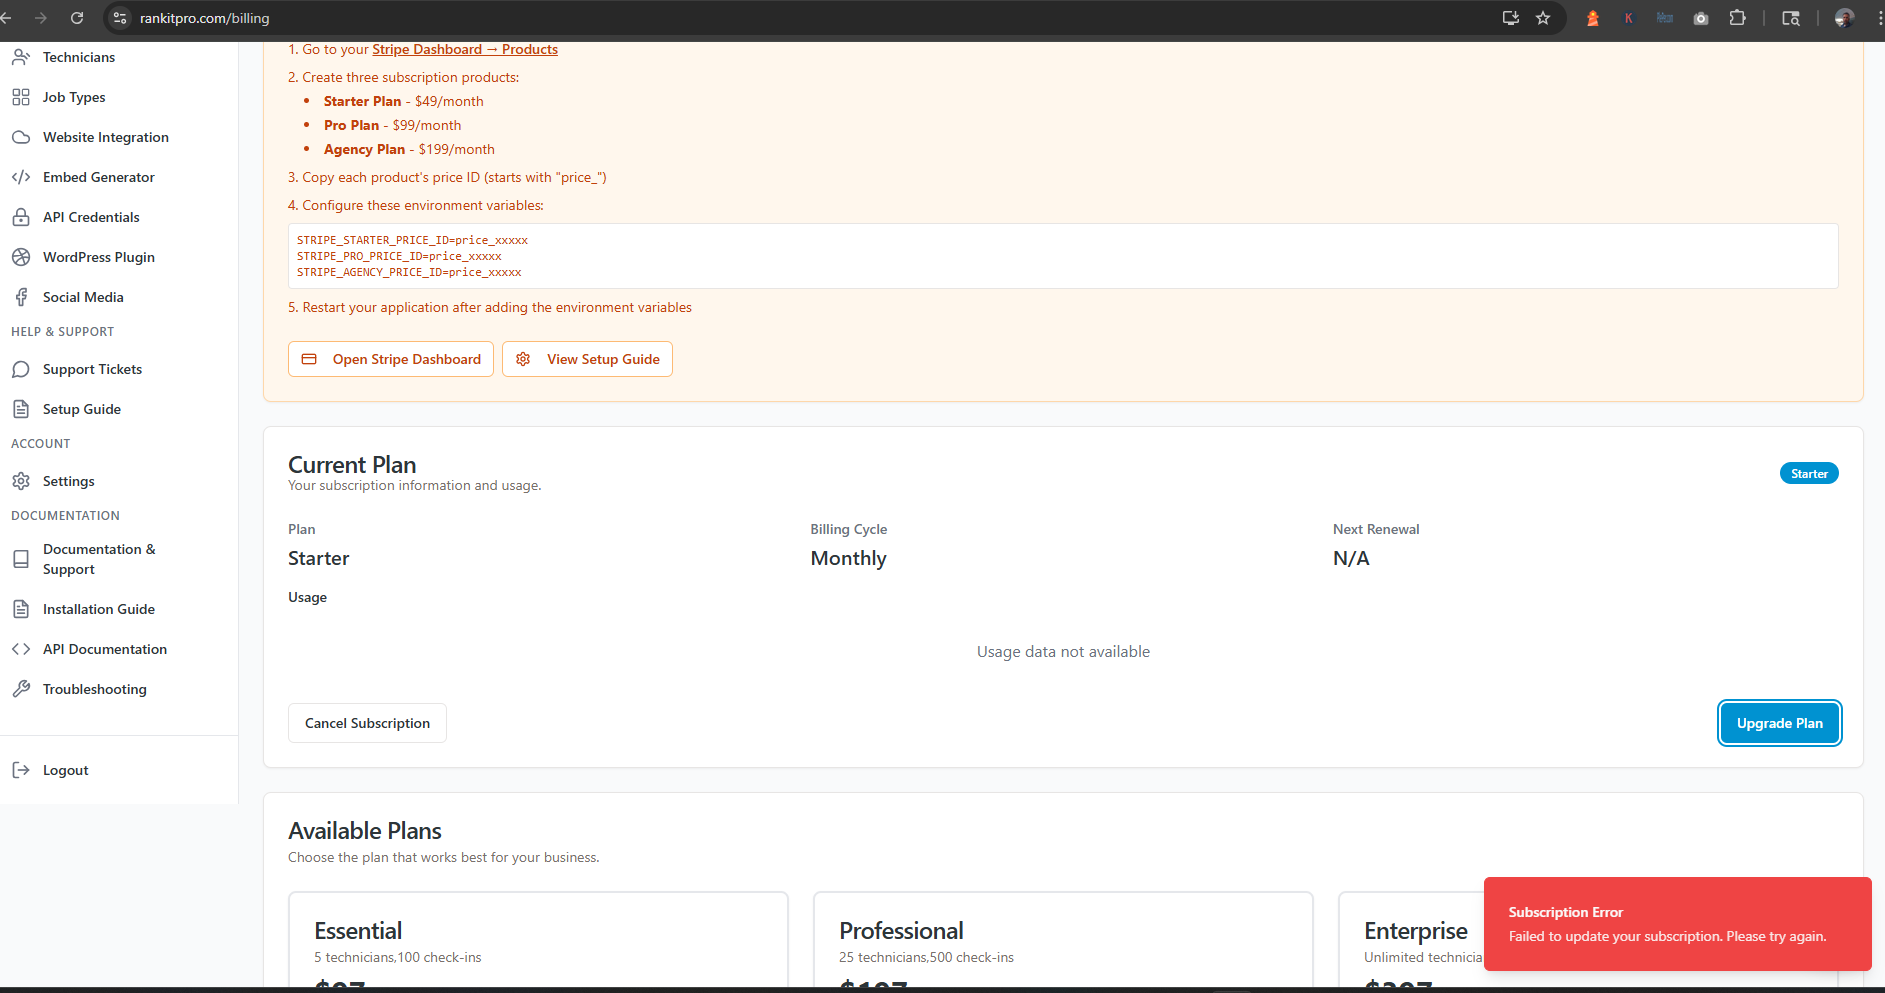 rankitpro.com/billing
K
Technicians
Job Types
Website Integration
Embed Generator
API Credentials
WordPress Plugin
Social Media
HELP & SUPPORT
Support Tickets
Setup Guide
ACCOUNT
Settings
DOCUMENTATION
Documentation &
Support
Installation Guide
API Documentation
Troubleshooting
Logout
1. Go to your Stripe Dashboard → Products
2. Create three subscription products:
• Starter Plan - $49/month
• Pro Plan - $99/month
• Agency Plan - $199/month
3. Copy each product's price ID (starts with "price_")
4. Configure these environment variables:
STRIPE_STARTER_PRICE_ID=price_xxxxx
STRIPE_PRO_PRICE_ID=price_xxxxx
STRIPE_AGENCY_PRICE_ID=price_xxxxx
5. Restart your application after adding the environment variables
Open Stripe Dashboard
View Setup Guide
Current Plan
Your subscription information and usage.
Starter
Plan
Starter
Billing Cycle
Monthly
Next Renewal
N/A
Usage
Usage data not available
Cancel Subscription
Upgrade Plan
Available Plans
Choose the plan that works best for your business.
Essential
5 technicians,100 check-ins
Professional
25 technicians,500 check-ins
Enterprise
Unlimited
Subscription Error
Failed to update your subscription. Please try again.